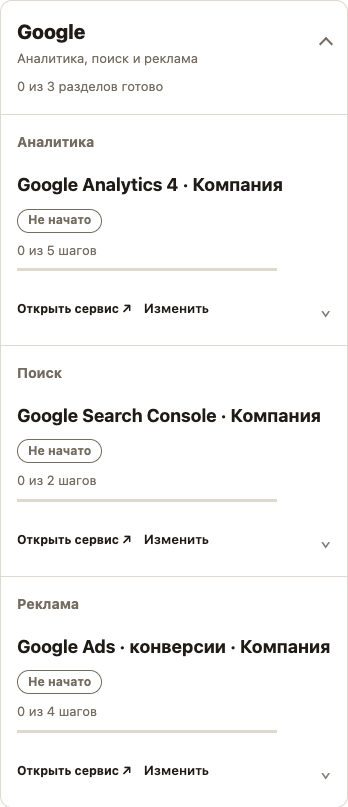 Google
Аналитика, поиск и реклама
0 из 3 разделов готово
Аналитика
Google Analytics 4 · Компания
Не начато
0 из 5 шагов
Открыть сервис ↗ Изменить
Поиск
Google Search Console · Компания
Не начато
0 из 2 шагов
Открыть сервис ↗ Изменить
Реклама
Google Ads · конверсии · Компания
Не начато
0 из 4 шагов
Открыть сервис ↗ Изменить